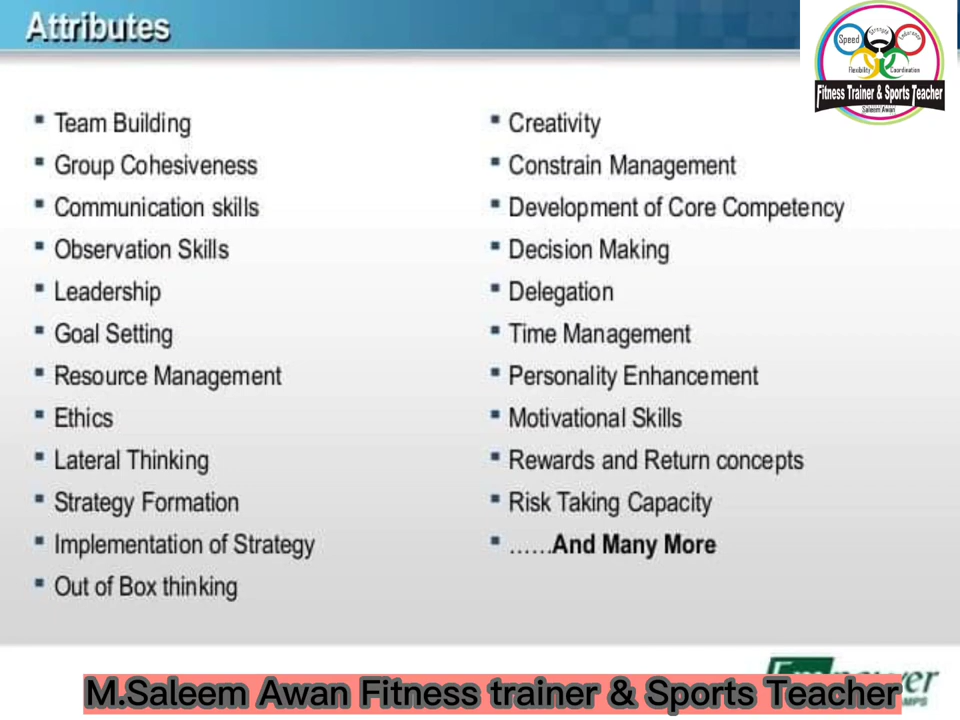 Attributes
Speed
Strength
Endurance
Flexibility
Coordination
Fitness Trainer & Sports Teacher
Saleem Awan
Team Building
Group Cohesiveness
Communication skills
Observation Skills
Leadership
Goal Setting
Resource Management
Ethics
Lateral Thinking
Strategy Formation
Implementation of Strategy
Out of Box thinking
Creativity
Constrain Management
Development of Core Competency
Decision Making
Delegation
Time Management
Personality Enhancement
Motivational Skills
Rewards and Return concepts
Risk Taking Capacity
......And Many More
M.Saleem Awan Fitness trainer & Sports Teacher